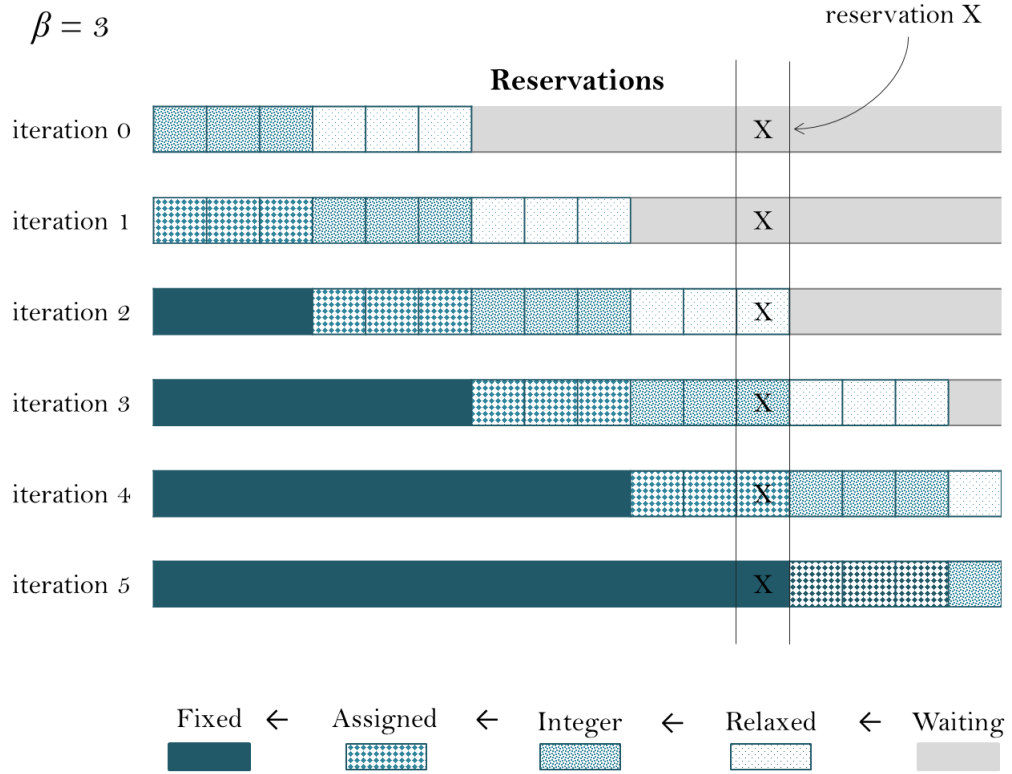 β = 3
reservation X
Reservations
iteration 0 X
iteration 1 X
iteration 2 X
iteration 3 X
iteration 4 X
iteration 5 X
Fixed ← Assigned ← Integer ← Relaxed ← Waiting